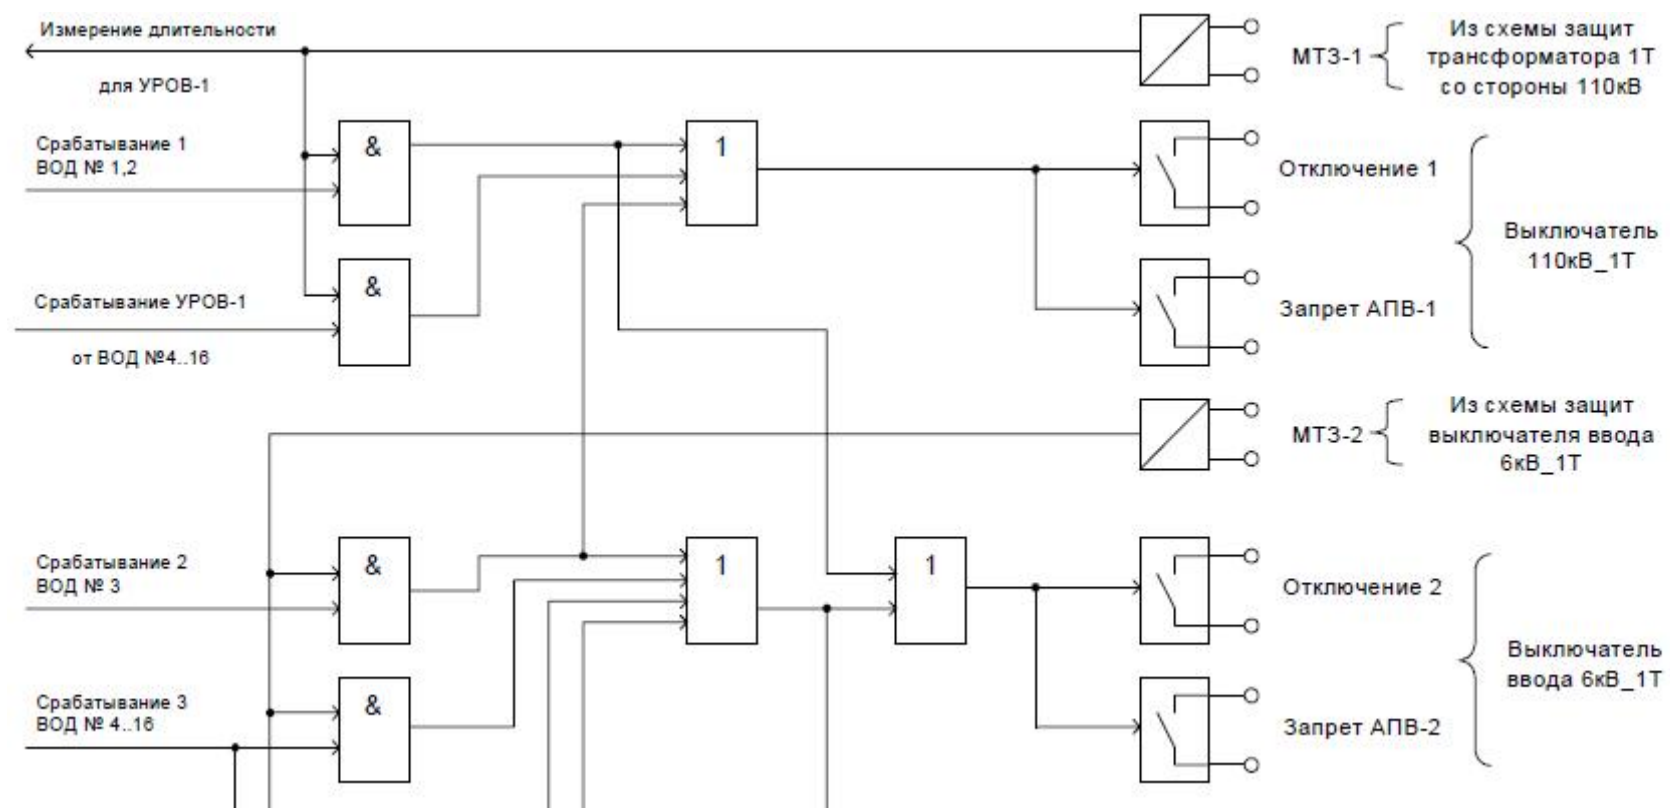 Измерение длительности
для УРОВ-1
МТЗ-1
Из схемы защит
трансформатора 1Т
со стороны 110кВ
Срабатывание 1
ВОД № 1,2
&
1
Отключение 1
Выключатель
110кВ_1Т
Срабатывание УРОВ-1
от ВОД №4..16
&
Запрет АПВ-1
МТЗ-2
Из схемы защит
выключателя ввода
6кВ_1Т
Срабатывание 2
ВОД № 3
&
1
1
Отключение 2
Выключатель
ввода 6кВ_1Т
Срабатывание 3
ВОД № 4..16
&
Запрет АПВ-2